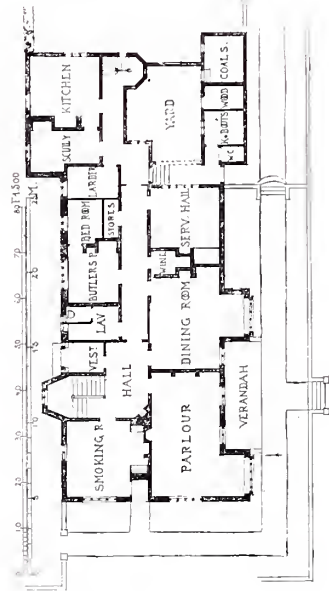 KITCHEN
SCULY
LARDER
BED ROOM
STORES
BUTLERS P.
LAV
VEST
HALL
SMOKING R
COALS.
WOOD
K & BOOTS
W.C
YARD
SERV. HALL
WINE
DINING ROOM
PARLOUR
VERANDAH